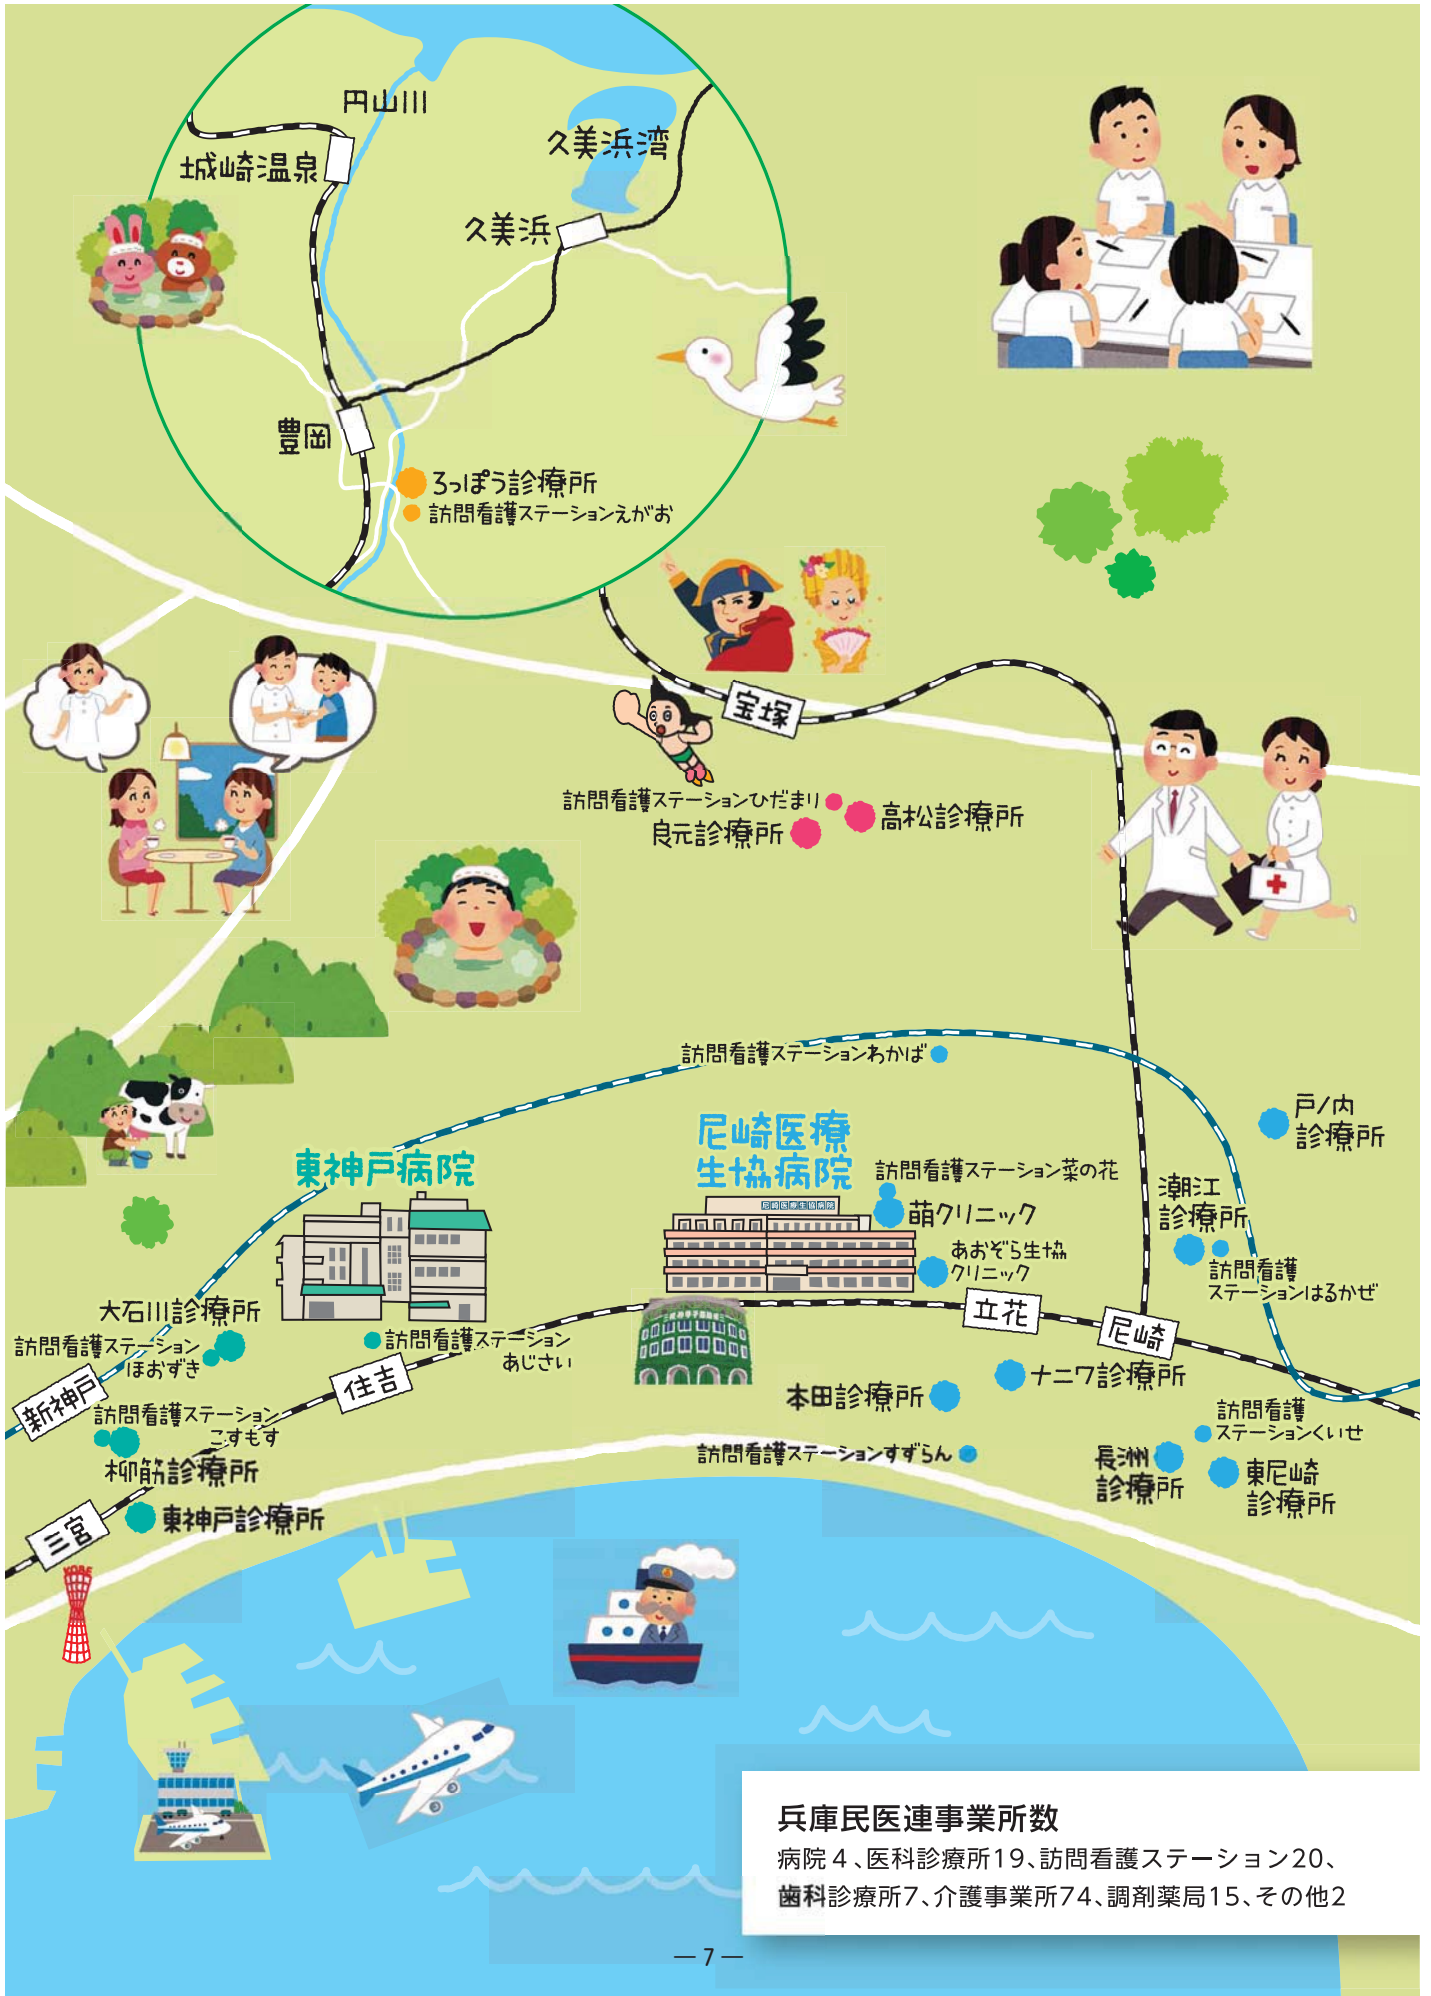 円山川
久美浜湾
城崎温泉
久美浜
豊岡
ろっぽう診療所
訪問看護ステーションえがお
宝塚
訪問看護ステーションひだまり
高松診療所
良元診療所
訪問看護ステーションわかば
戸ノ内
診療所
尼崎医療
生協病院
東神戸病院
訪問看護ステーション菜の花
萌クリニック
尼崎医療生協病院
潮江
診療所
あおぞら生協
クリニック
訪問看護
ステーションはるかぜ
大石川診療所
訪問看護ステーション
ほおずき
訪問看護ステーション
あじさい
立花
尼崎
新神戸
住吉
ナニワ診療所
本田診療所
訪問看護ステーション
こすもす
柳筋診療所
訪問看護ステーションすずらん
訪問看護
ステーションくいせ
長洲
診療所
東尼崎
診療所
三宮
東神戸診療所
KOBE
兵庫民医連事業所数
病院4、医科診療所19、訪問看護ステーション20、
歯科診療所7、介護事業所74、調剤薬局15、その他2
— 7 —